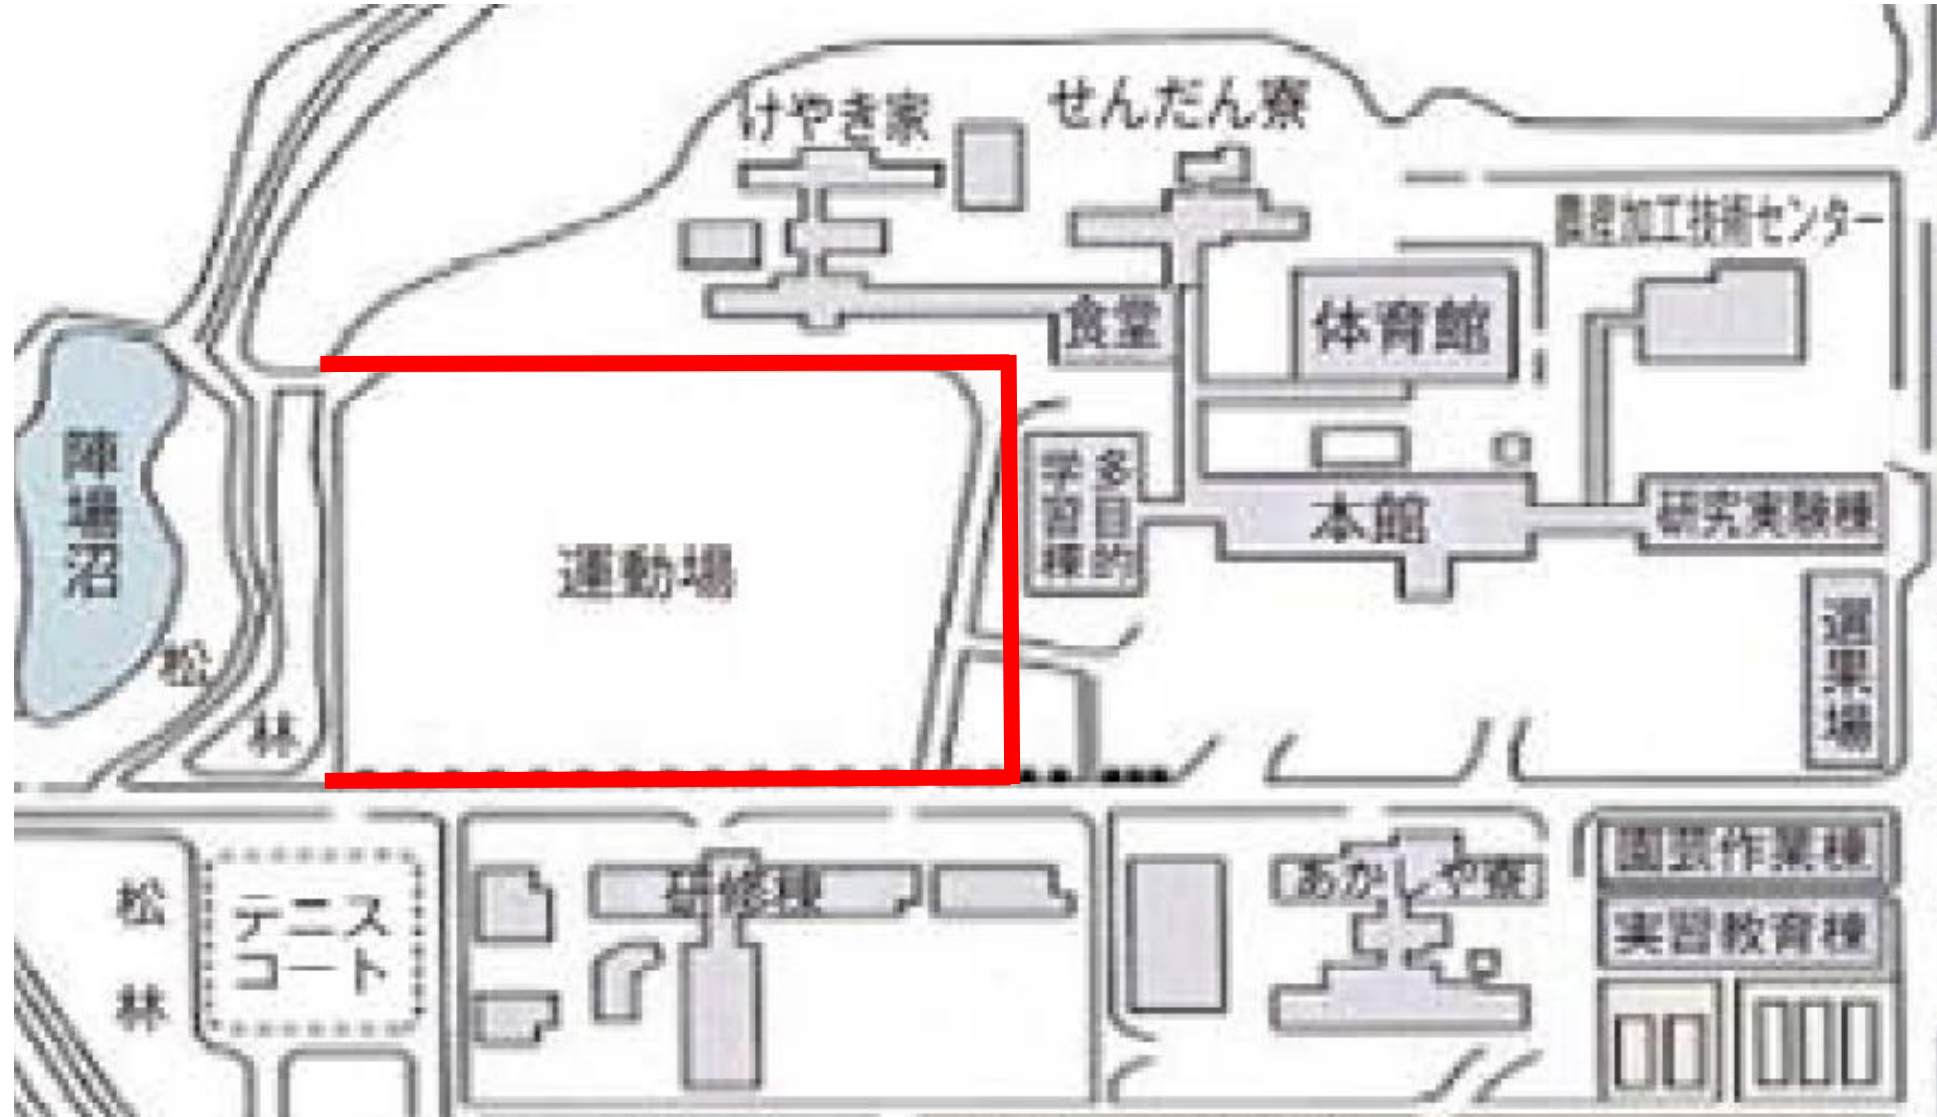 けやき家
せんだん寮
農産加工技術センター
食堂
体育館
陣場沼
多目的
学習棟
本館
研究実験棟
運動場
選果場
松
林
園芸作業棟
研修棟
あかしや寮
松
林
テニス
コート
実習教育棟